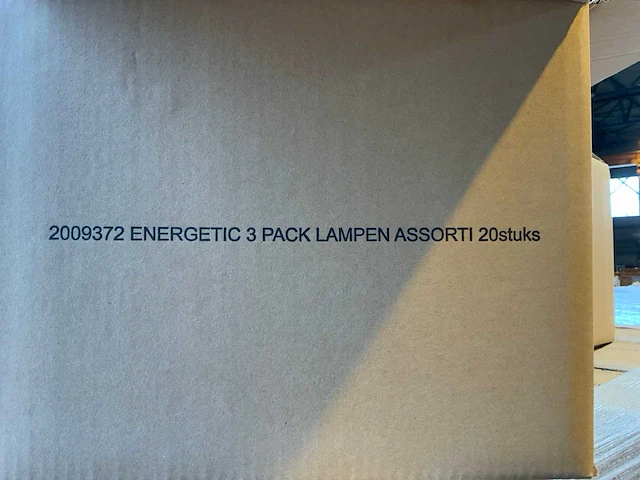 2009372 ENERGETIC 3 PACK LAMPEN ASSORTI 20stuks